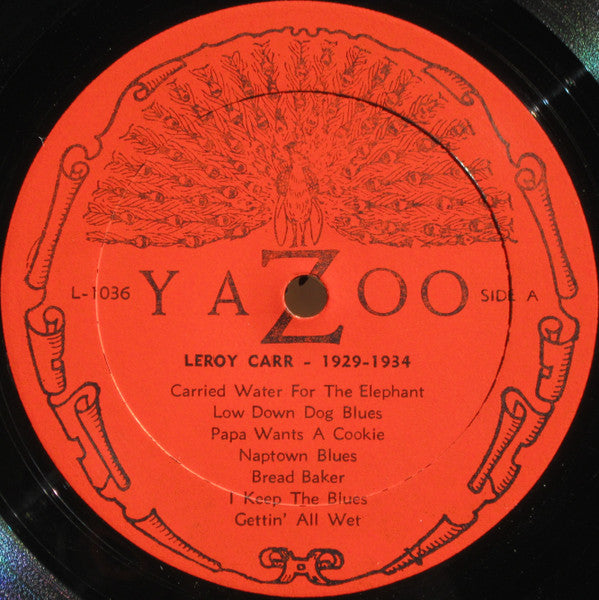 L-1036 YAZOO SIDE A
LEROY CARR - 1929-1934
Carried Water For The Elephant
Low Down Dog Blues
Papa Wants A Cookie
Naptown Blues
Bread Baker
I Keep The Blues
Gettin' All Wet